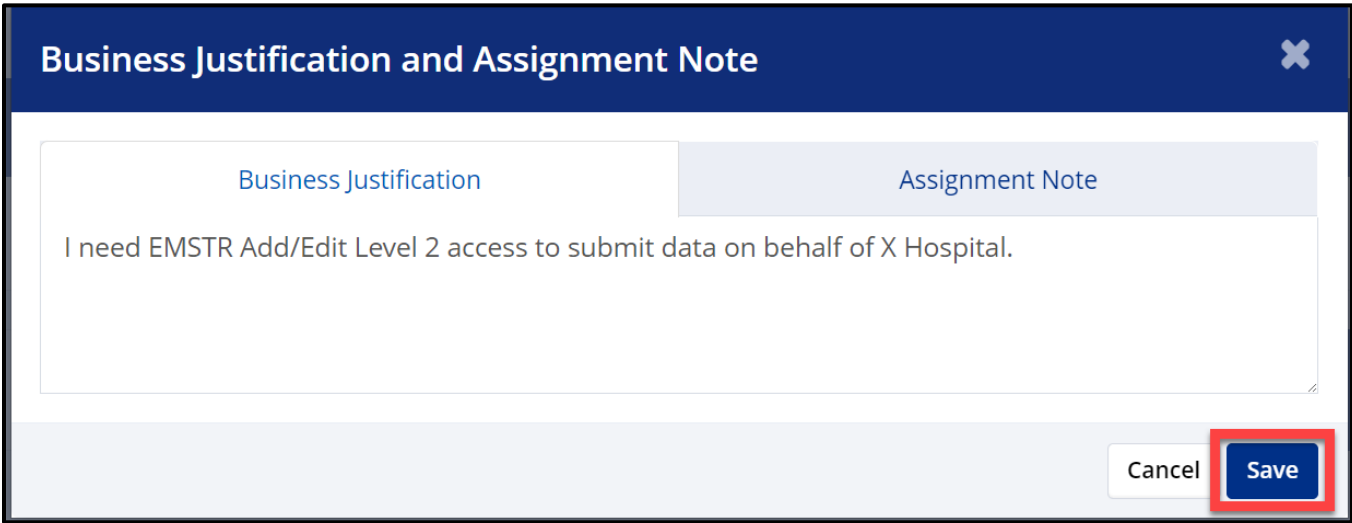 Business Justification and Assignment Note
Business Justification
Assignment Note
I need EMSTR Add/Edit Level 2 access to submit data on behalf of X Hospital.
Cancel
Save